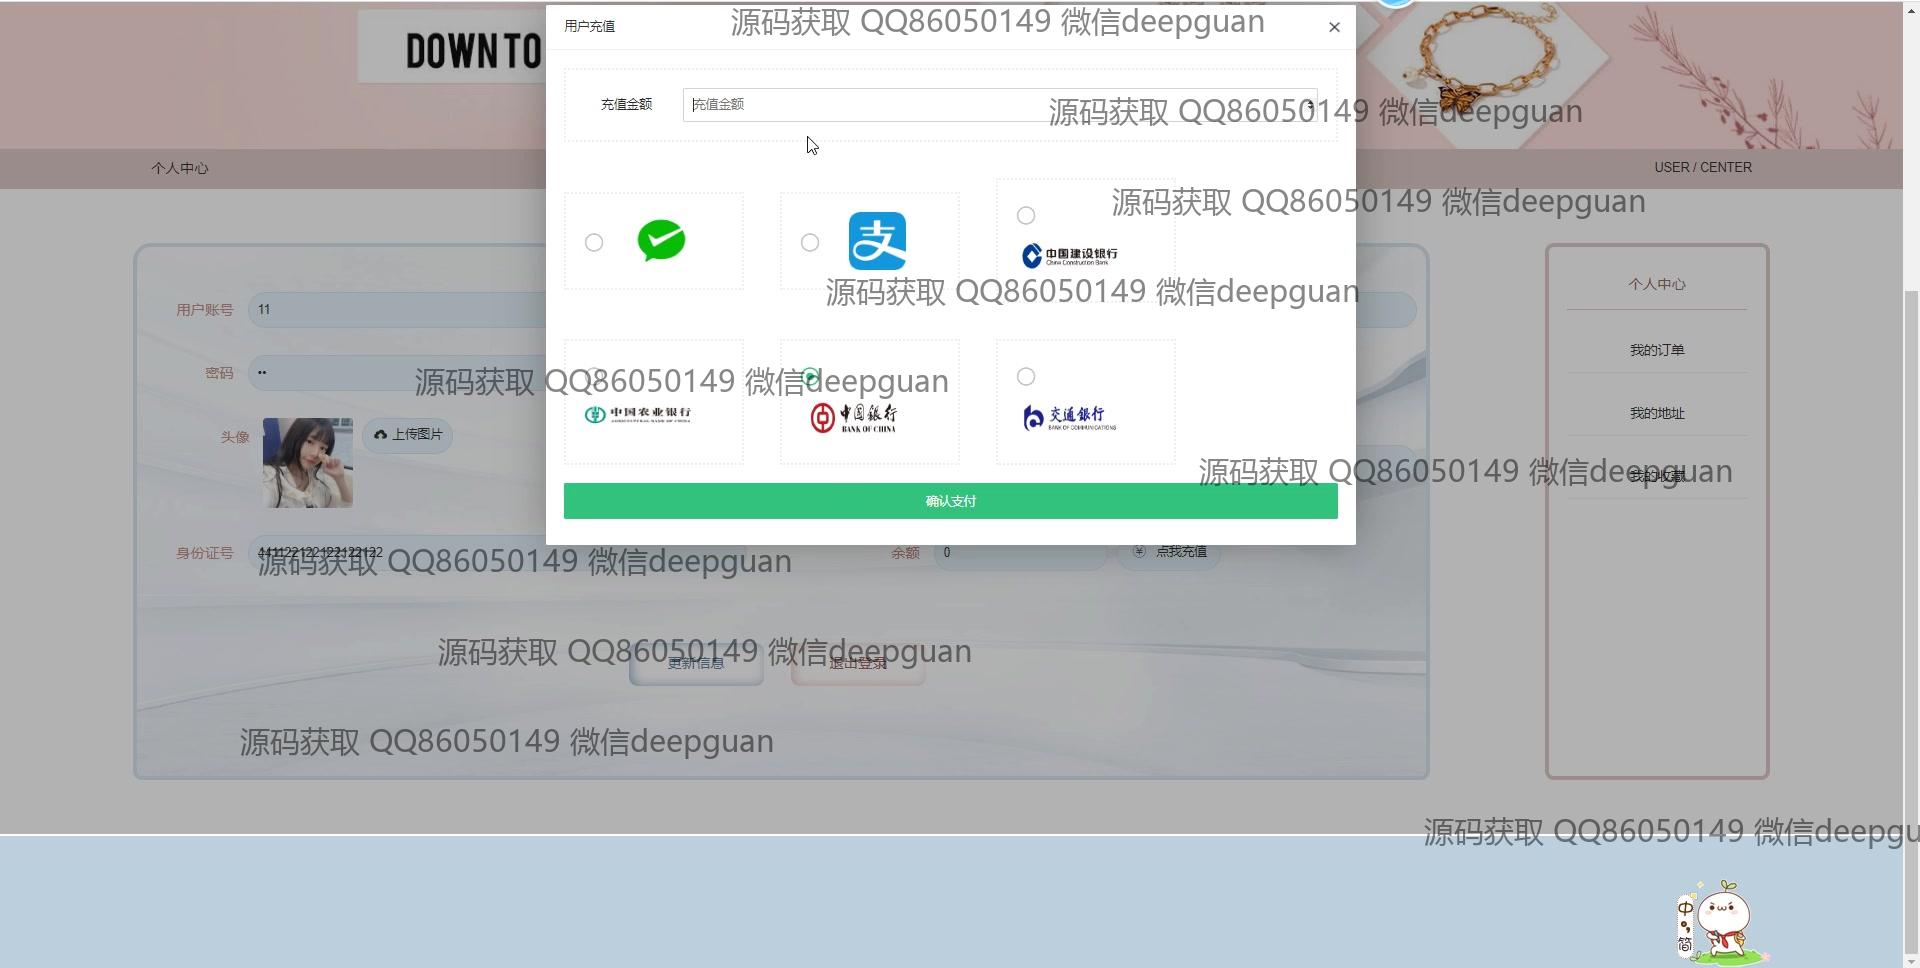 用户充值
源码获取 QQ86050149 微信deepguan
DOWN TO
充值金额
充值金额
源码获取 QQ86050149 微信deepguan
个人中心
USER / CENTER
源码获取 QQ86050149 微信deepguan
支
中国建设银行
China Construction Bank
源码获取 QQ86050149 微信deepguan
个人中心
用户账号
11
我的订单
密码
••
源码获取 QQ86050149 微信deepguan
中国农业银行
AGRICULTURAL BANK OF CHINA
中国银行
BANK OF CHINA
交通银行
BANK OF COMMUNICATIONS
我的地址
头像
上传图片
源码获取 QQ86050149 微信deepguan
我的收藏
确认支付
身份证号
441122122122122122
余额
0
点我充值
源码获取 QQ86050149 微信deepguan
源码获取 QQ86050149 微信deepguan
更新信息
退出登录
源码获取 QQ86050149 微信deepguan
源码获取 QQ86050149 微信deepgu
中
简